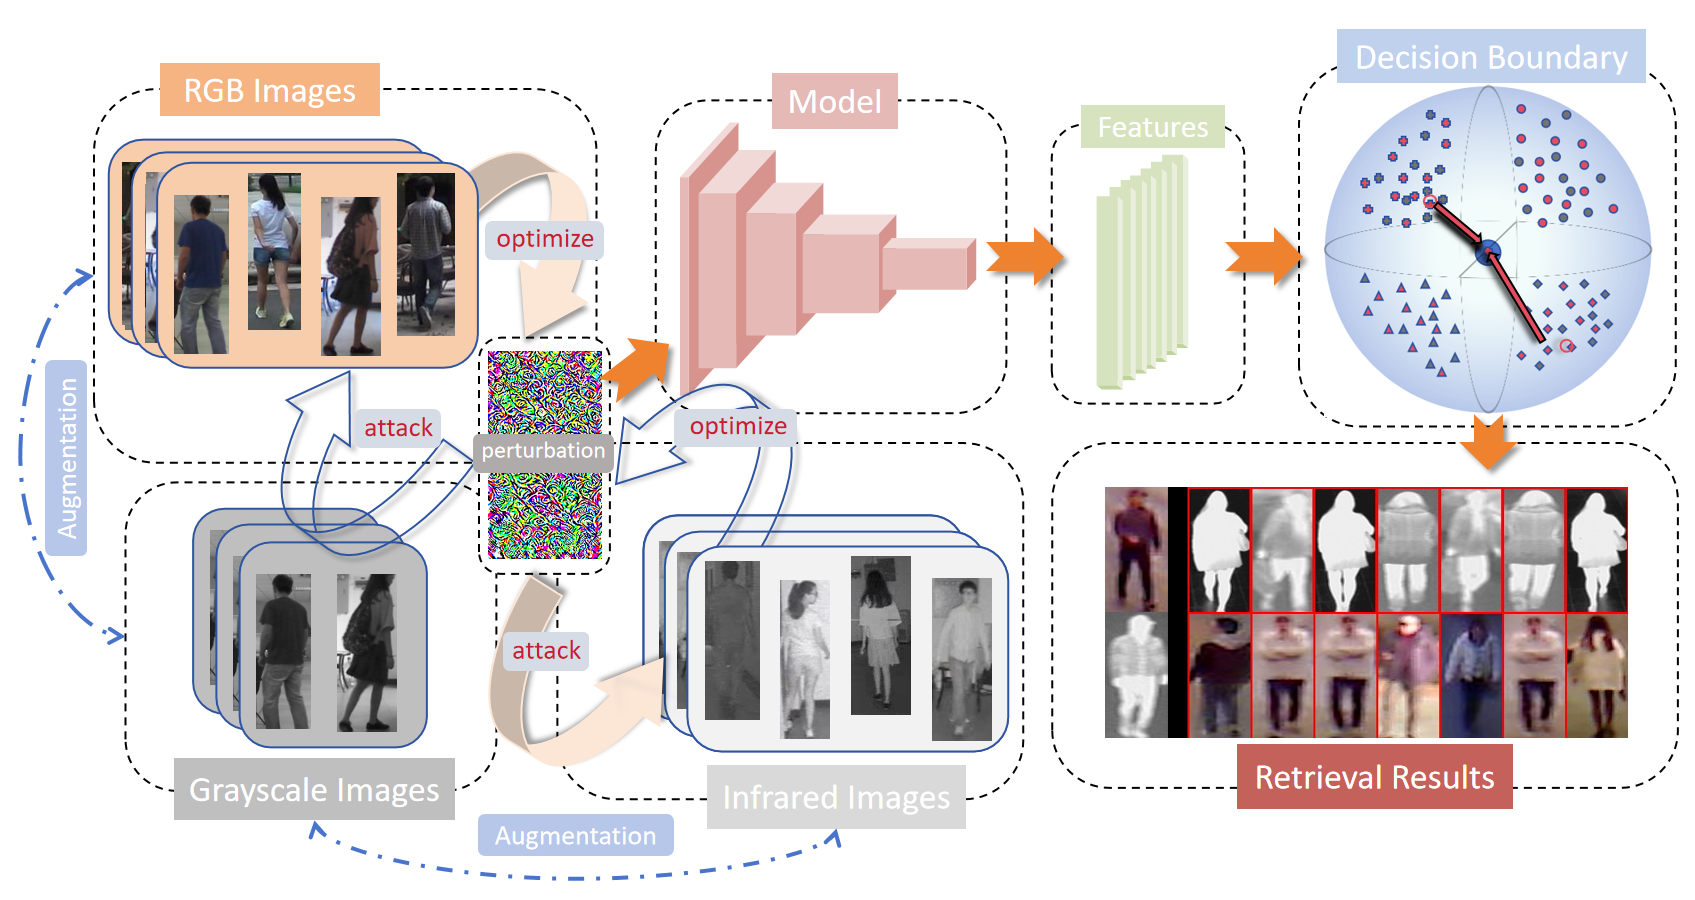 RGB Images
Model
Features
Decision Boundary
optimize
Augmentation
attack
optimize
perturbation
attack
Grayscale Images
Infrared Images
Retrieval Results
Augmentation